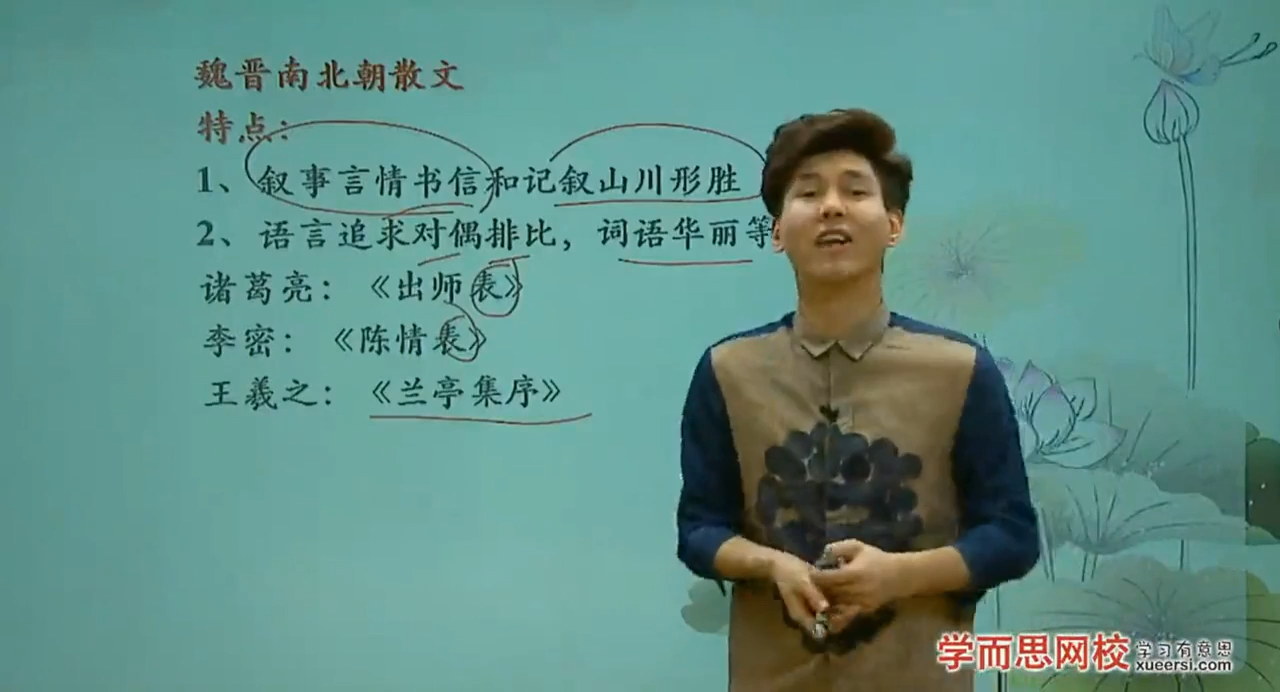 魏晋南北朝散文
特点：
1、叙事言情书信和记叙山川形胜
2、语言追求对偶排比，词语华丽等
诸葛亮：《出师表》
李密：《陈情表》
王羲之：《兰亭集序》
学而思网校 学习有意思
xueersi.com